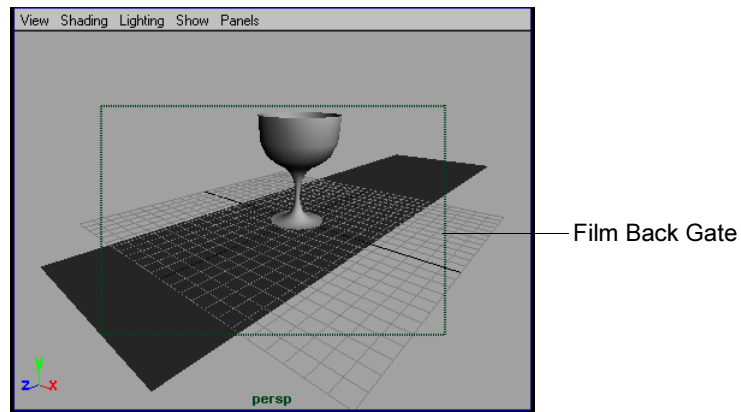 View Shading Lighting Show Panels
Film Back Gate
y
z x
persp